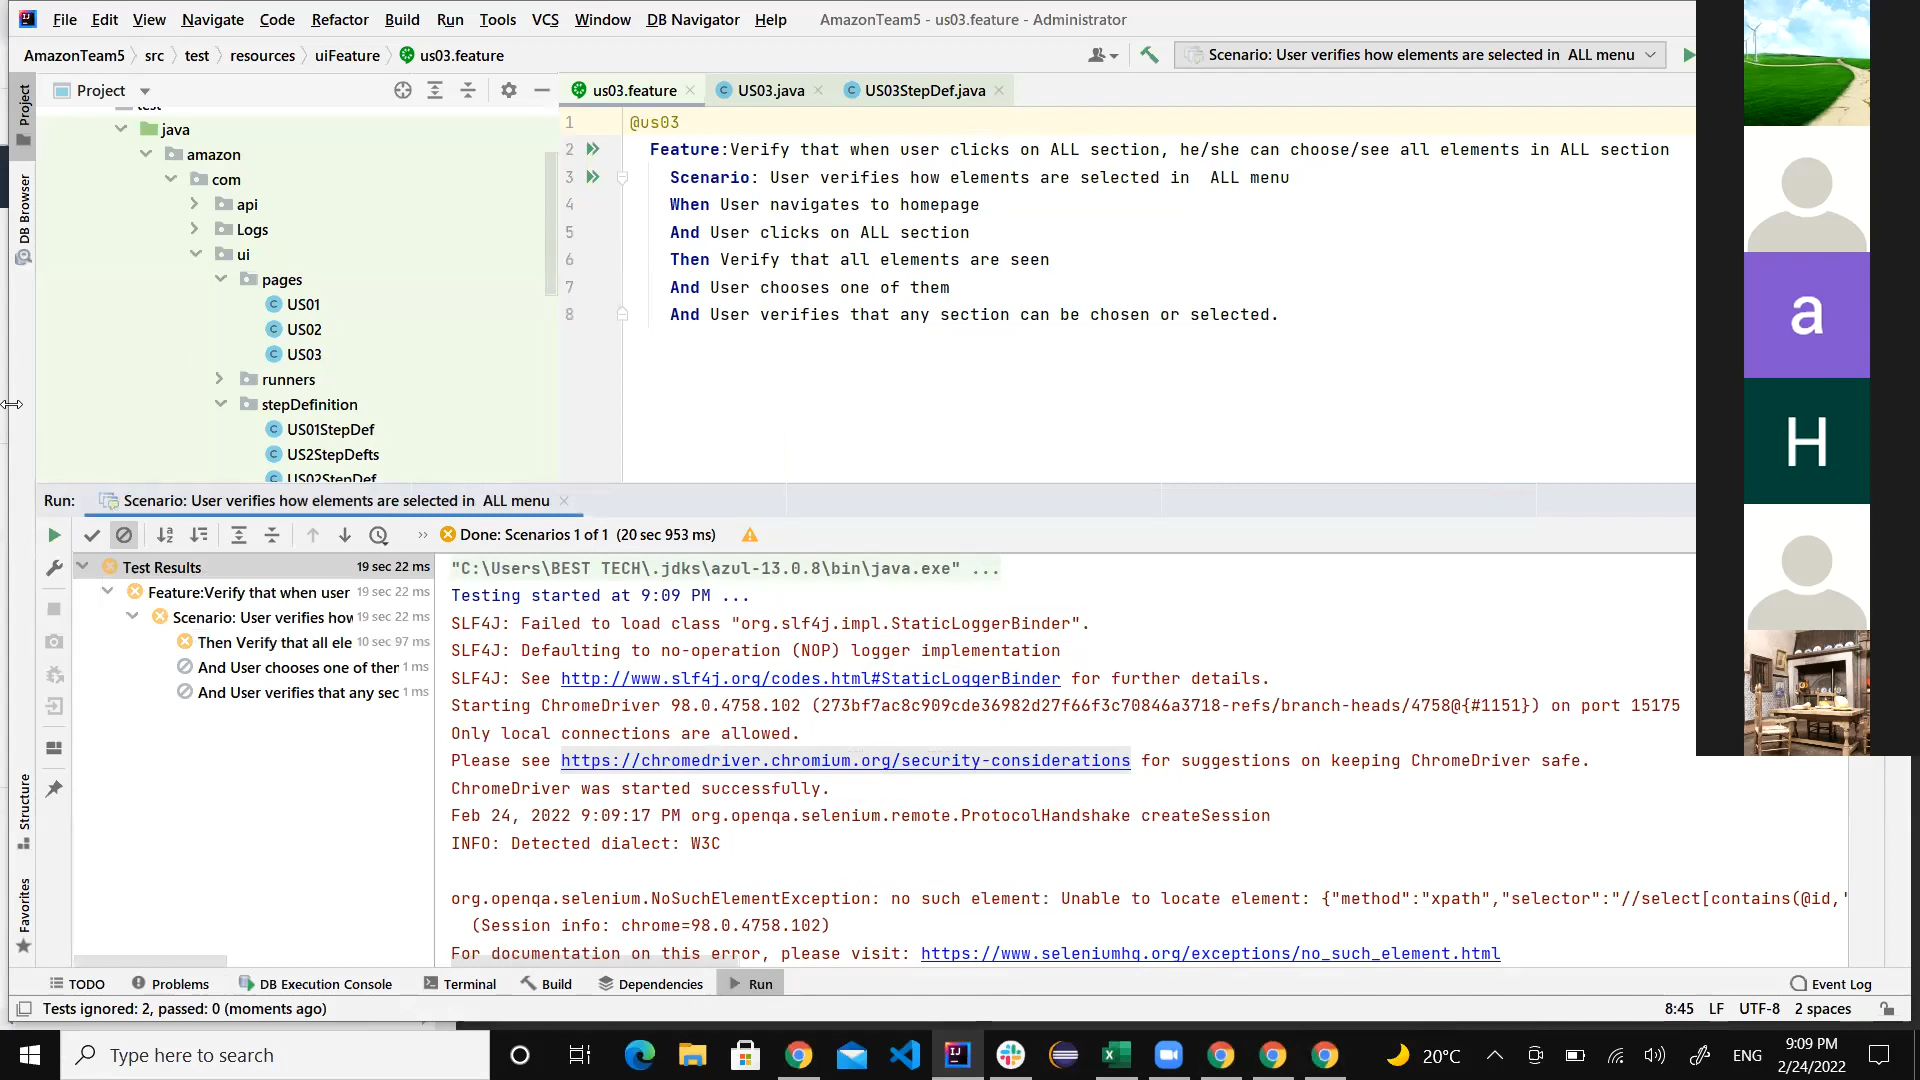 File Edit View Navigate Code Refactor Build Run Tools VCS Window DB Navigator Help AmazonTeam5 - us03.feature - Administrator
AmazonTeam5 src test resources uiFeature us03.feature
Scenario: User verifies how elements are selected in ALL menu
Project
us03.feature US03.java US03StepDef.java
Project
DB Browser
Structure
Favorites
test
java
amazon
com
api
Logs
ui
pages
US01
US02
US03
runners
stepDefinition
US01StepDef
US2StepDefts
US02StepDef
1 @us03
2 Feature:Verify that when user clicks on ALL section, he/she can choose/see all elements in ALL section
3 Scenario: User verifies how elements are selected in  ALL menu
4 When User navigates to homepage
5 And User clicks on ALL section
6 Then Verify that all elements are seen
7 And User chooses one of them
8 And User verifies that any section can be chosen or selected.
a
H
Run: Scenario: User verifies how elements are selected in ALL menu
Done: Scenarios 1 of 1 (20 sec 953 ms)
Test Results 19 sec 22 ms
Feature:Verify that when user 19 sec 22 ms
Scenario: User verifies how 19 sec 22 ms
Then Verify that all ele 10 sec 97 ms
And User chooses one of ther 1 ms
And User verifies that any sec 1 ms
"C:\Users\BEST TECH\.jdks\azul-13.0.8\bin\java.exe" ...
Testing started at 9:09 PM ...
SLF4J: Failed to load class "org.slf4j.impl.StaticLoggerBinder".
SLF4J: Defaulting to no-operation (NOP) logger implementation
SLF4J: See http://www.slf4j.org/codes.html#StaticLoggerBinder for further details.
Starting ChromeDriver 98.0.4758.102 (273bf7ac8c909cde36982d27f66f3c70846a3718-refs/branch-heads/4758@{#1151}) on port 15175
Only local connections are allowed.
Please see https://chromedriver.chromium.org/security-considerations for suggestions on keeping ChromeDriver safe.
ChromeDriver was started successfully.
Feb 24, 2022 9:09:17 PM org.openqa.selenium.remote.ProtocolHandshake createSession
INFO: Detected dialect: W3C
org.openqa.selenium.NoSuchElementException: no such element: Unable to locate element: {"method":"xpath","selector":"//select[contains(@id,'
(Session info: chrome=98.0.4758.102)
For documentation on this error, please visit: https://www.seleniumhq.org/exceptions/no_such_element.html
TODO Problems DB Execution Console Terminal Build Dependencies Run Event Log
Tests ignored: 2, passed: 0 (moments ago) 8:45 LF UTF-8 2 spaces
Type here to search
20°C ENG 9:09 PM
2/24/2022